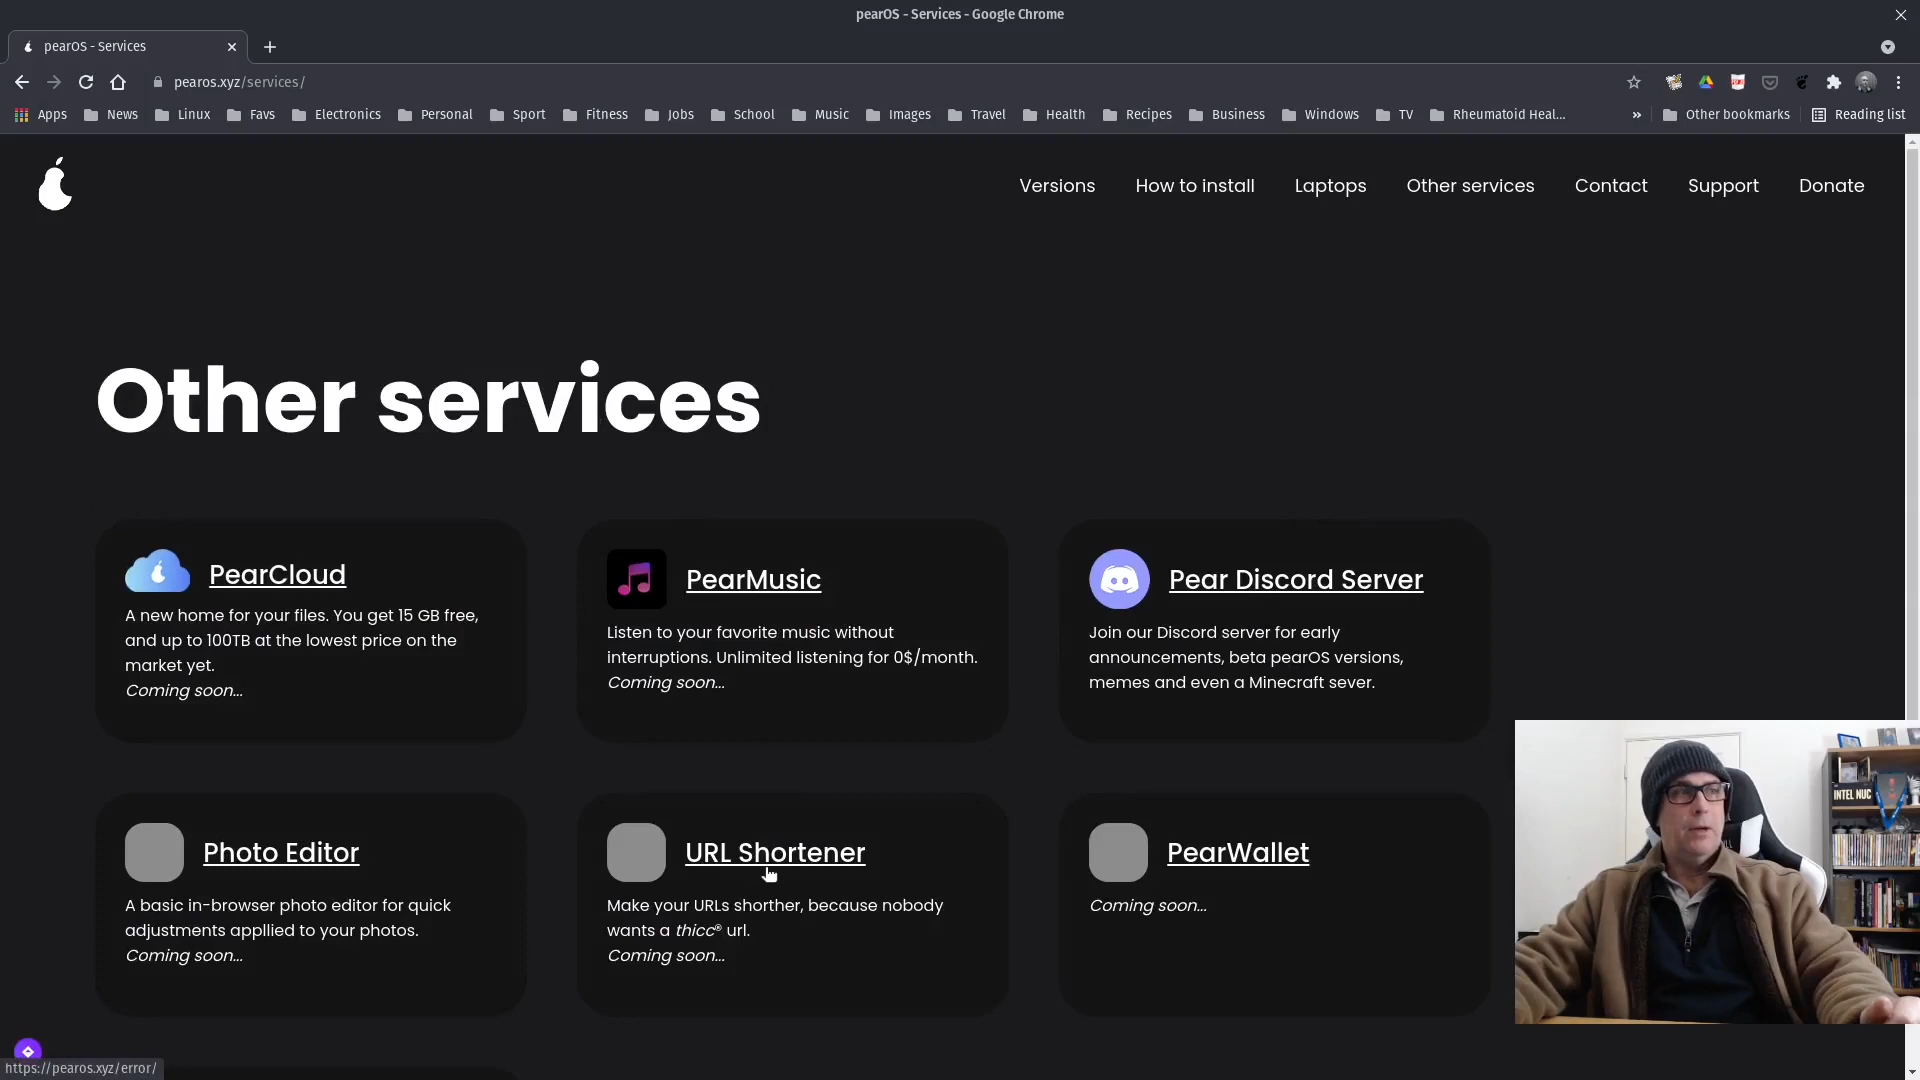 pearOS - Services - Google Chrome
pearOS - Services
pearos.xyz/services/
Apps News Linux Favs Electronics Personal Sport Fitness Jobs School Music Images Travel Health Recipes Business Windows TV Rheumatoid Heal... » Other bookmarks Reading list
Versions How to install Laptops Other services Contact Support Donate
Other services
PearCloud
A new home for your files. You get 15 GB free,
and up to 100TB at the lowest price on the
market yet.
Coming soon...
PearMusic
Listen to your favorite music without
interruptions. Unlimited listening for 0$/month.
Coming soon...
Pear Discord Server
Join our Discord server for early
announcements, beta pearOS versions,
memes and even a Minecraft sever.
Photo Editor
A basic in-browser photo editor for quick
adjustments appllied to your photos.
Coming soon...
URL Shortener
Make your URLs shorther, because nobody
wants a thicc® url.
Coming soon...
PearWallet
Coming soon...
INTEL NUC
https://pearos.xyz/error/